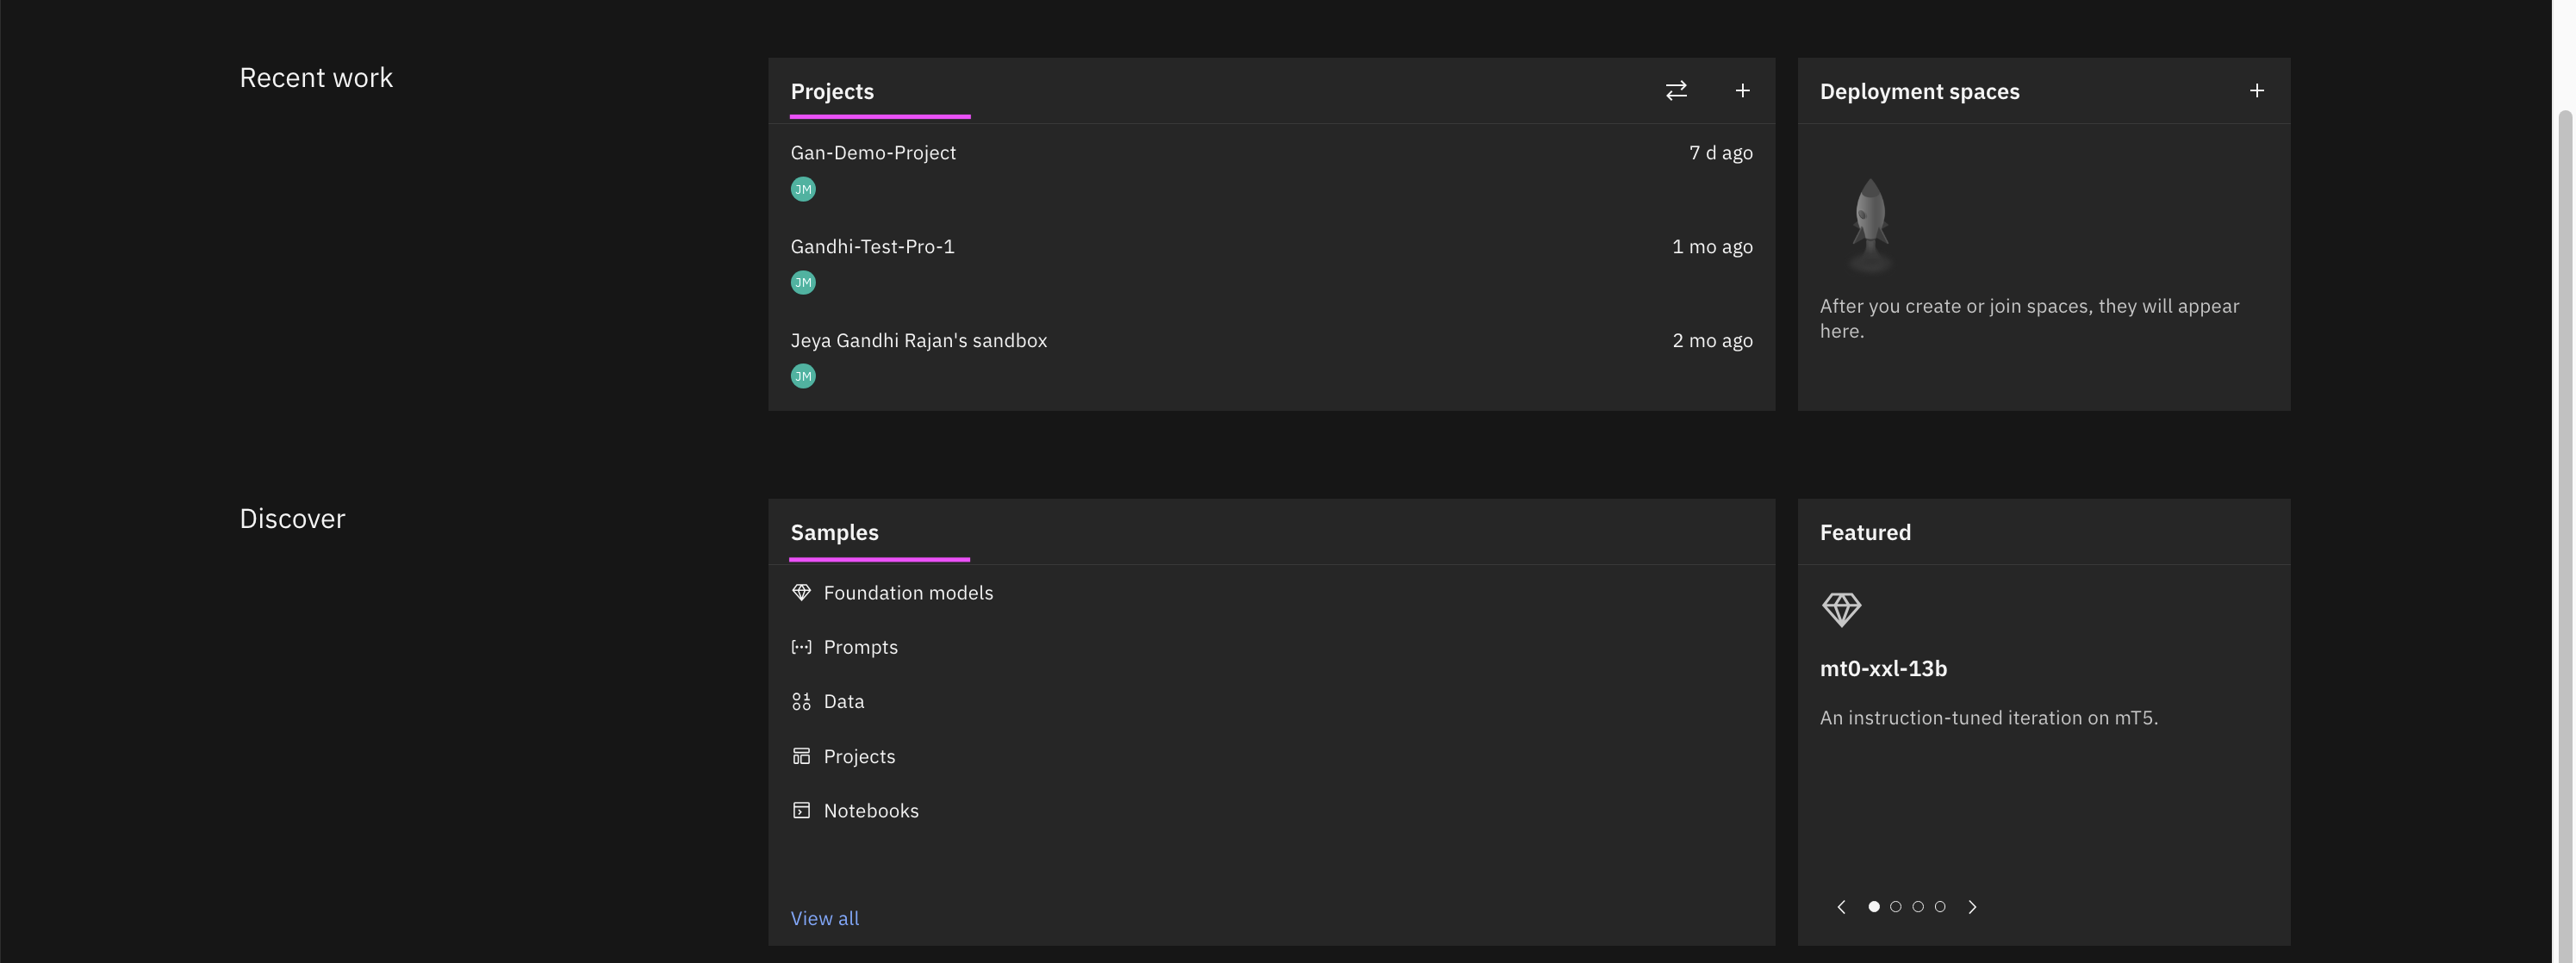 Recent work
Projects
Gan-Demo-Project
7 d ago
JM
Gandhi-Test-Pro-1
1 mo ago
JM
Jeya Gandhi Rajan's sandbox
2 mo ago
JM
Deployment spaces
After you create or join spaces, they will appear
here.
Discover
Samples
Foundation models
Prompts
Data
Projects
Notebooks
View all
Featured
mt0-xxl-13b
An instruction-tuned iteration on mT5.